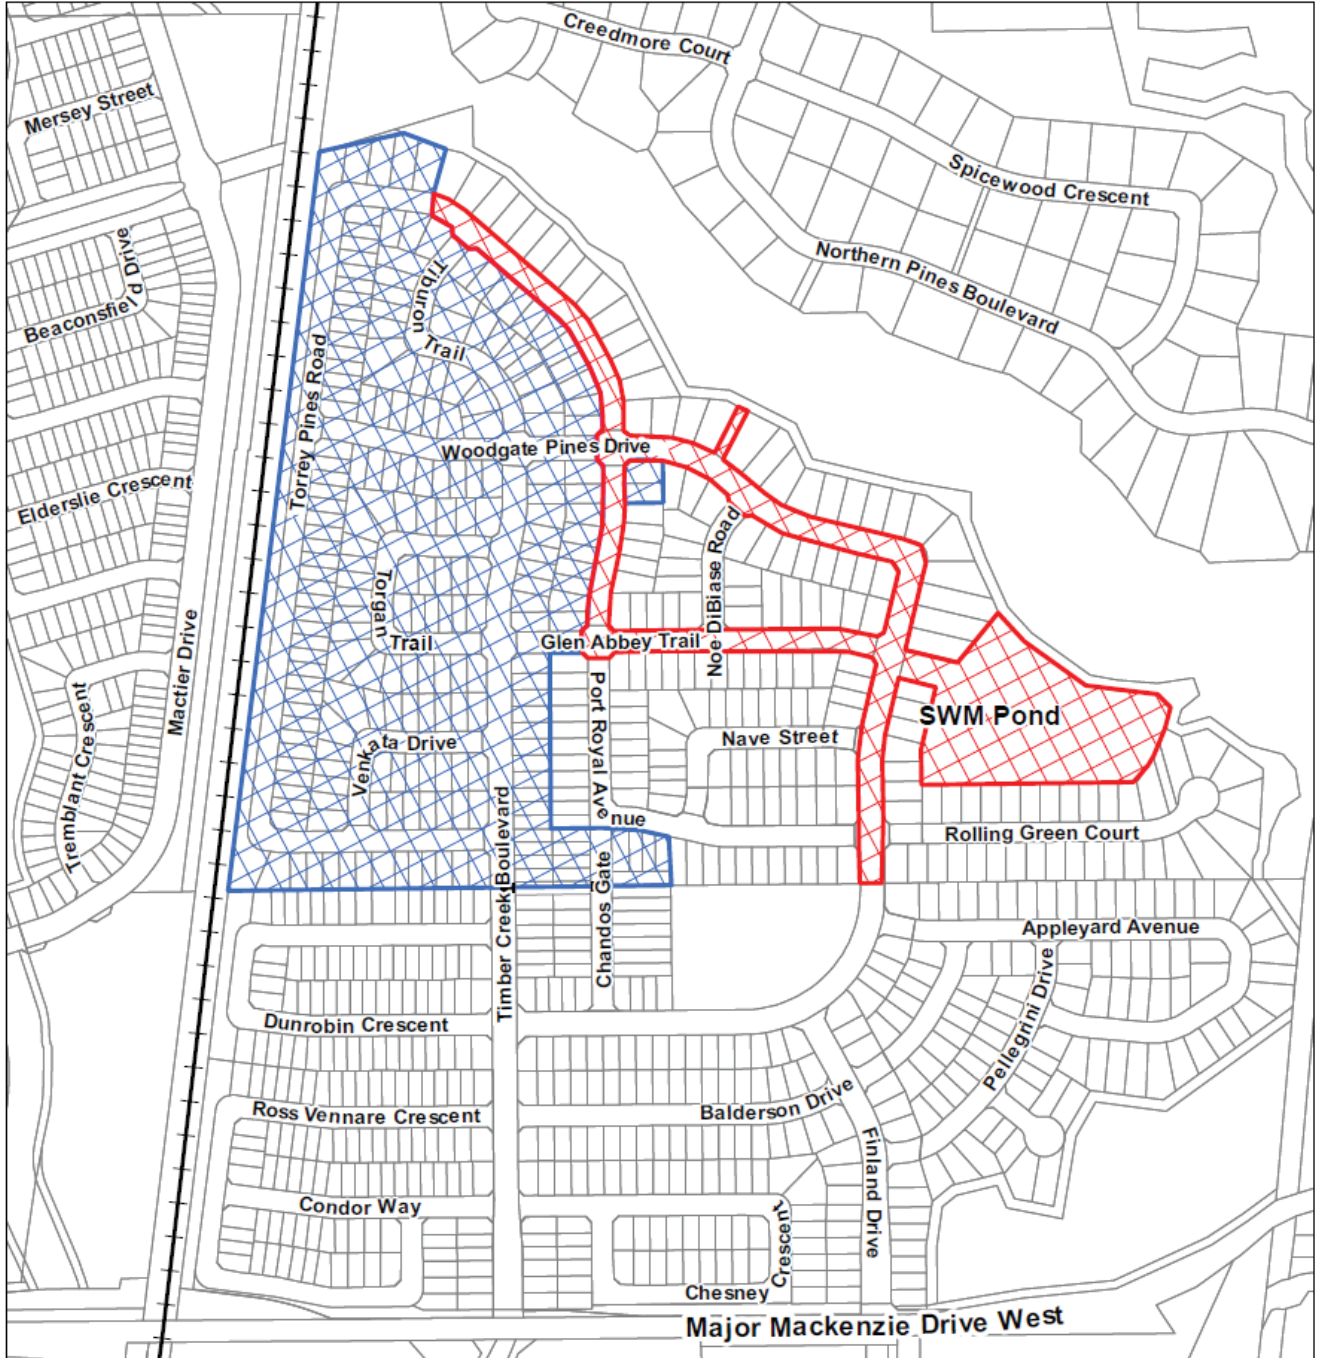 Creedmore Court
Mersey Street
Spicewood Crescent
Beaconsfiel
d Drive
Northern Pines Boulevard
Tiburon
Trail
Torrey Pines Road
Woodgate Pines Drive
Elderslie Crescent
Noe DiBiase Road
Torgan
Trail
Glen Abbey Trail
Mactier Drive
Tremblant Crescent
Port Royal Avenue
SWM Pond
Nave Street
Venkata Drive
Rolling Green Court
Timber Creek Boulevard
Changos Gate
Appleyard Avenue
Pellegrini Drive
Dunrobin Crescent
Ross Vennare Crescent
Balderson Drive
Finland Drive
Condor Way
Chesney
Crescent
Major Mackenzie Drive West